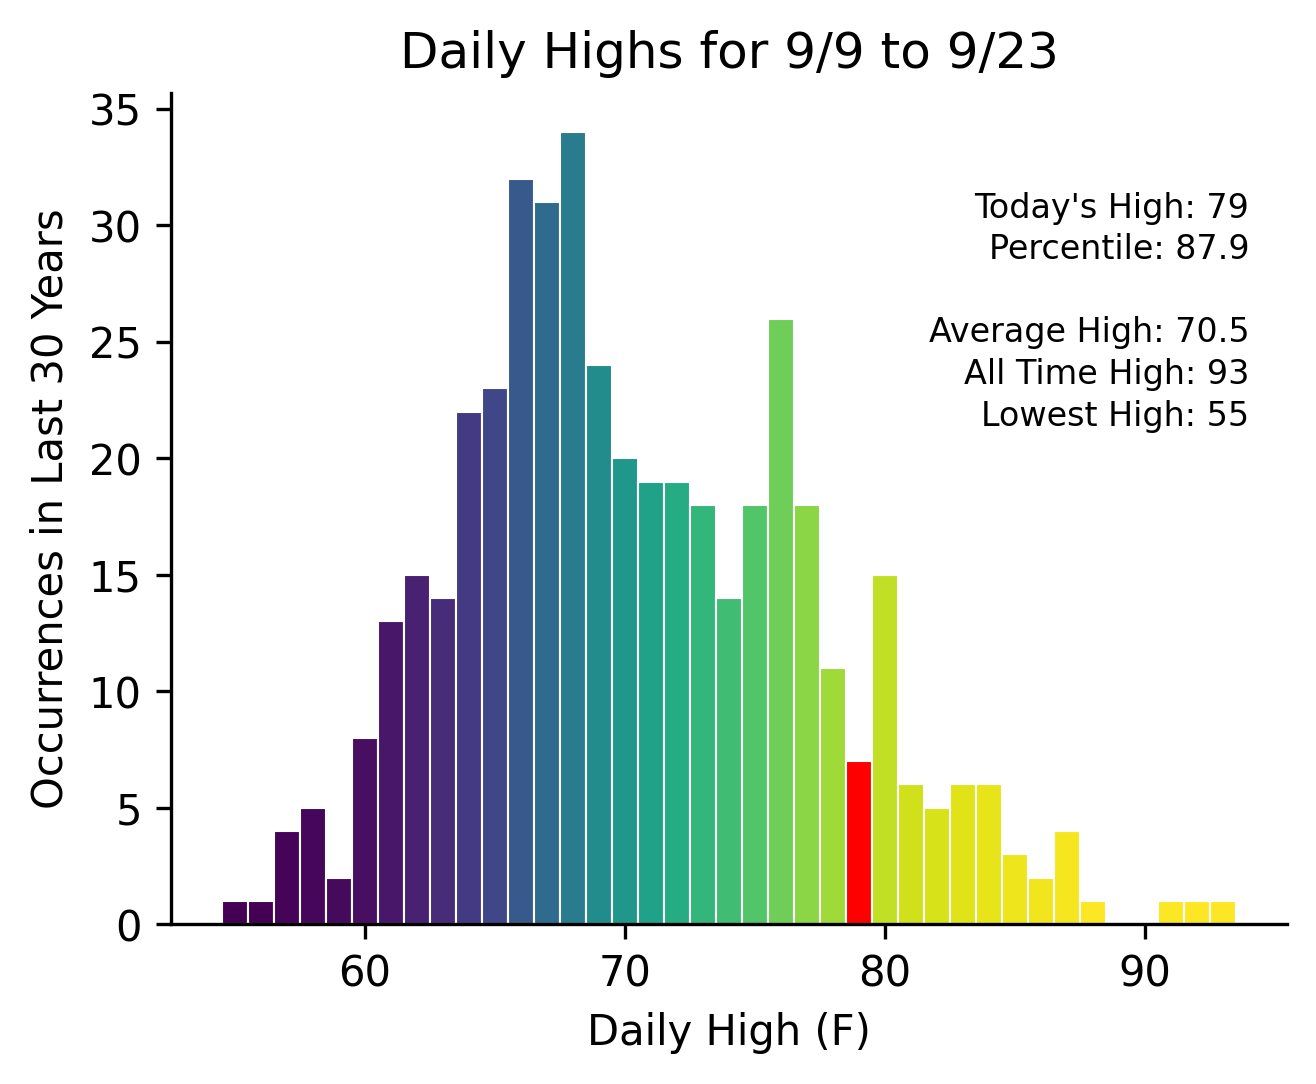 Daily Highs for 9/9 to 9/23
35
30
25
20
15
10
5
0
Occurrences in Last 30 Years
Today's High: 79
Percentile: 87.9
Average High: 70.5
All Time High: 93
Lowest High: 55
60 70 80 90
Daily High (F)